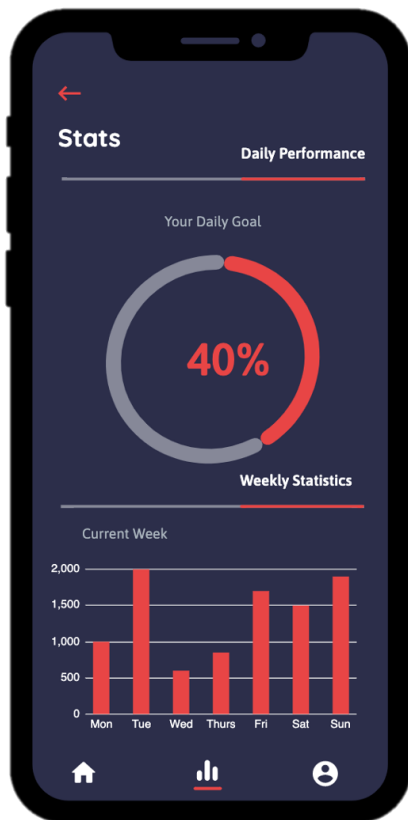 Stats
Daily Performance
Your Daily Goal
40%
Weekly Statistics
Current Week
2,000
1,500
1,000
500
0
Mon Tue Wed Thurs Fri Sat Sun